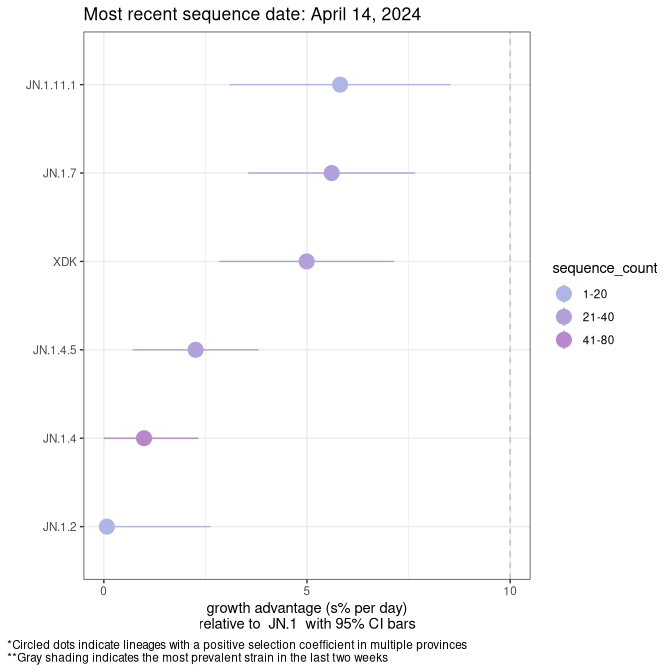 Most recent sequence date: April 14, 2024
JN.1.11.1
JN.1.7
XDK
JN.1.4.5
JN.1.4
JN.1.2
0 5 10
growth advantage (s% per day)
relative to JN.1 with 95% CI bars
sequence_count
1-20
21-40
41-80
*Circled dots indicate lineages with a positive selection coefficient in multiple provinces
**Gray shading indicates the most prevalent strain in the last two weeks